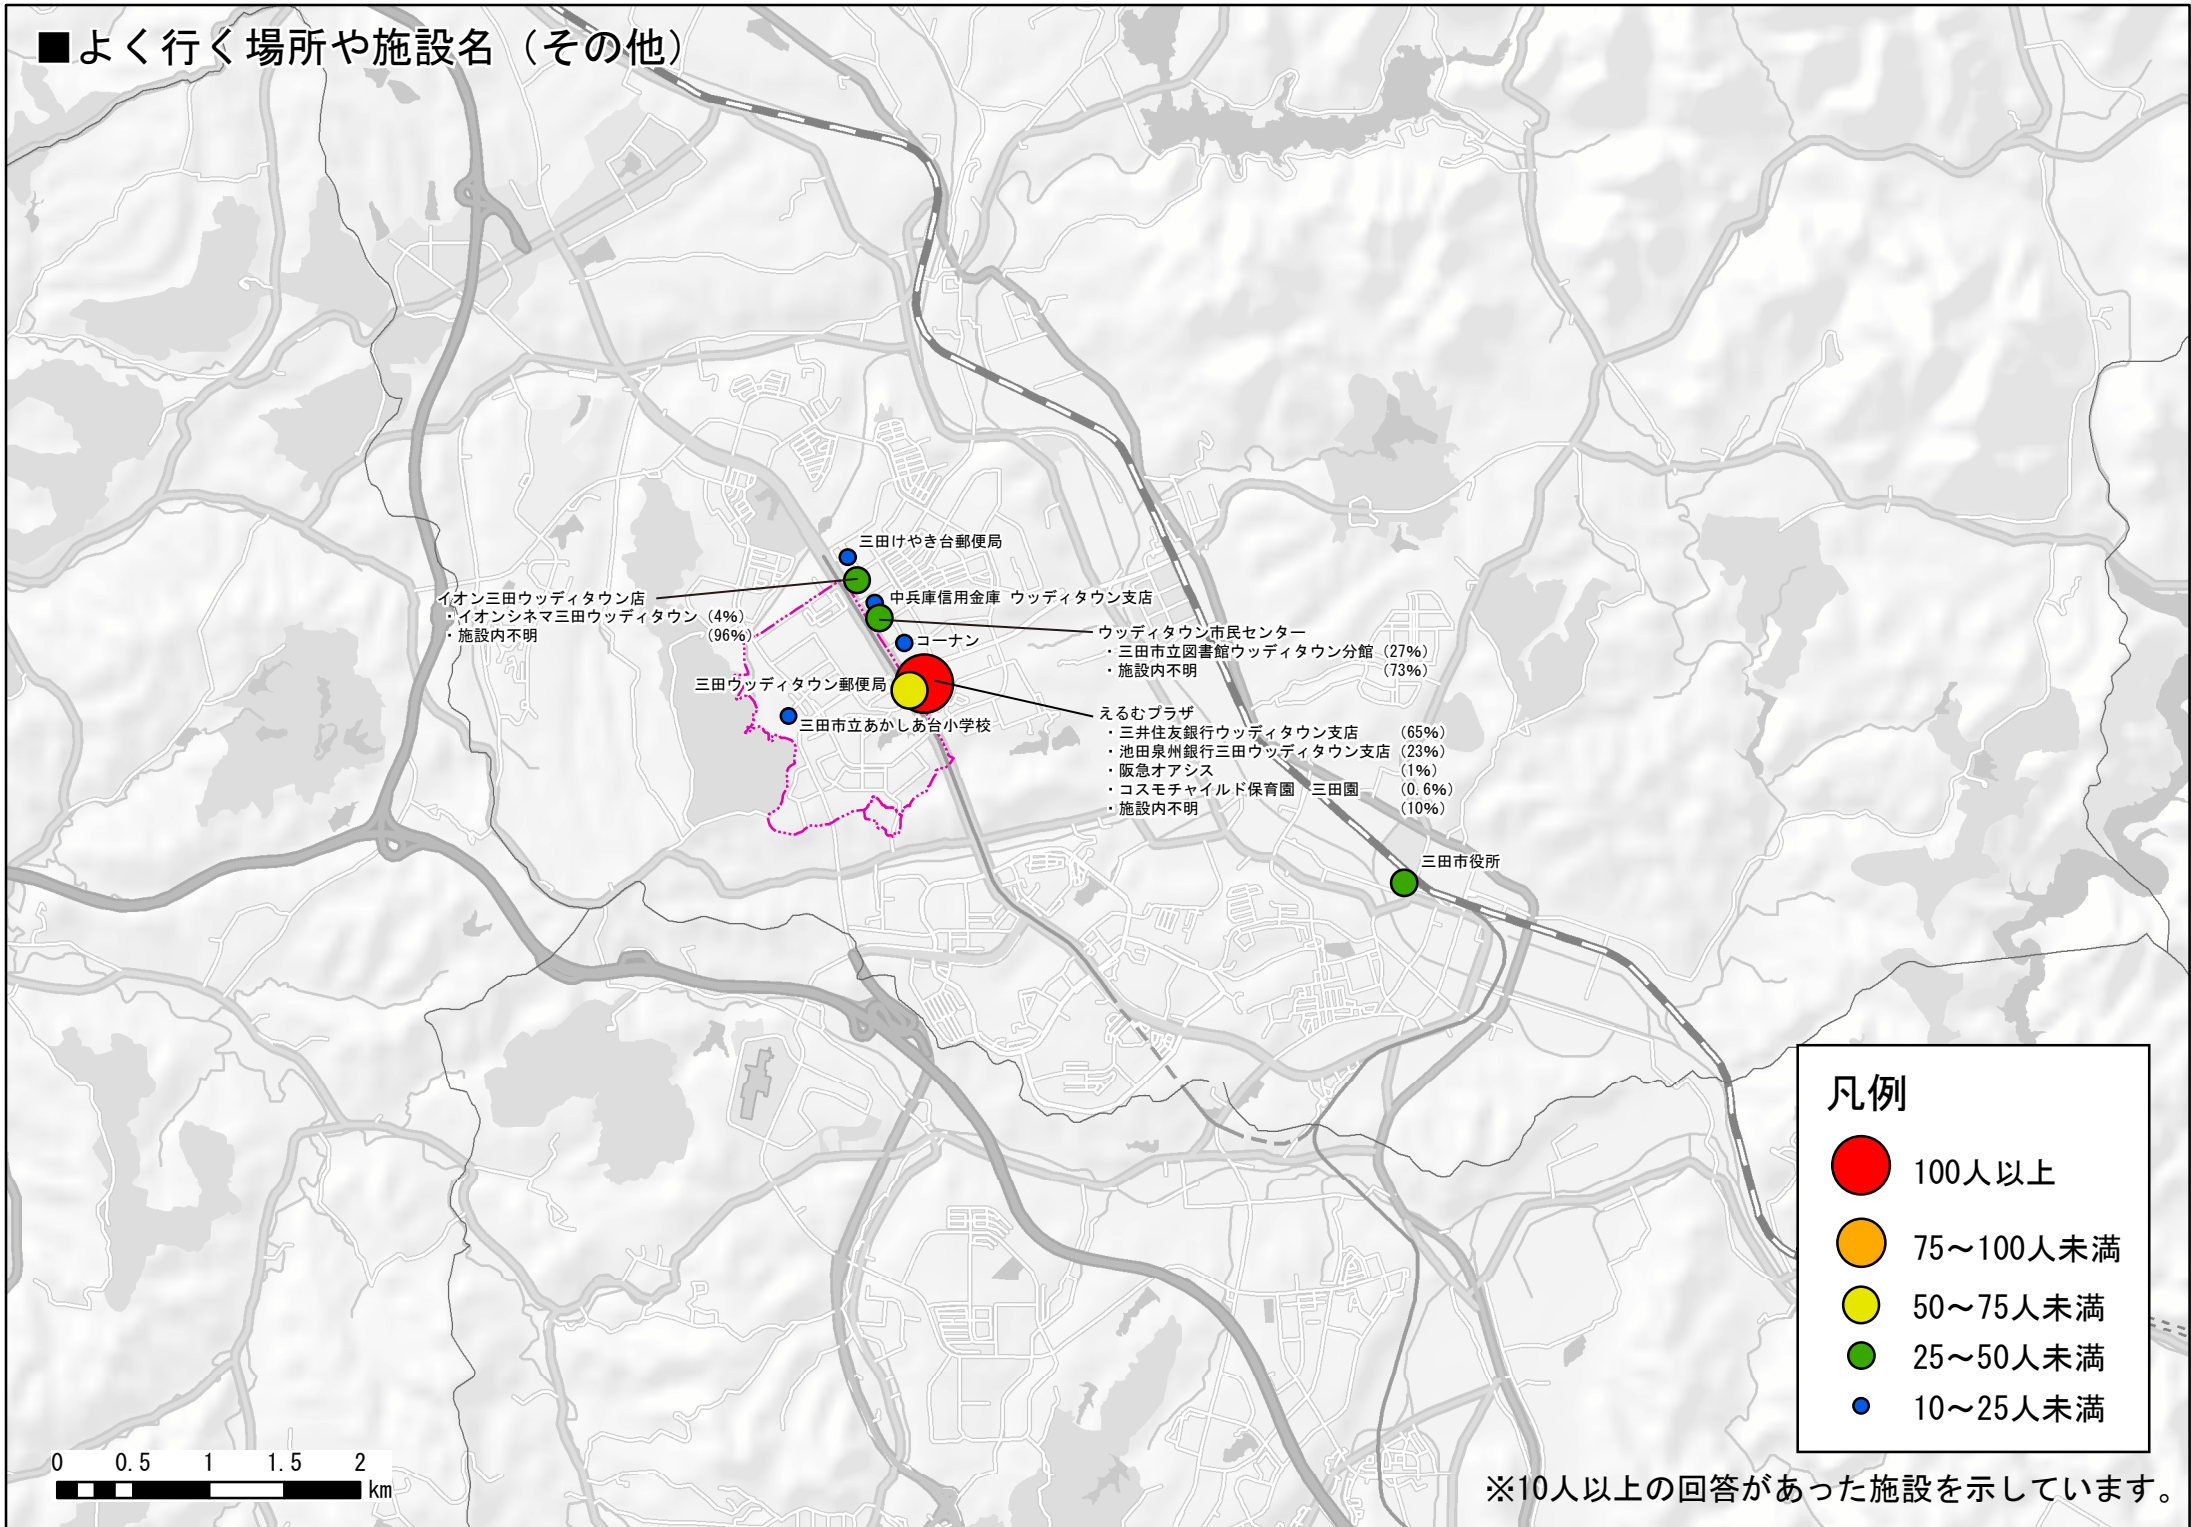 ■よく行く場所や施設名（その他）
三田けやき台郵便局
イオン三田ウッディタウン店
・イオンシネマ三田ウッディタウン（4%）
・施設内不明（96%）
中兵庫信用金庫 ウッディタウン支店
コーナン
ウッディタウン市民センター
・三田市立図書館ウッディタウン分館（27%）
・施設内不明（73%）
三田ウッディタウン郵便局
三田市立あかしあ台小学校
えるむプラザ
・三井住友銀行ウッディタウン支店（65%）
・池田泉州銀行三田ウッディタウン支店（23%）
・阪急オアシス（1%）
・コスモチャイルド保育園　三田園（0.6%）
・施設内不明（10%）
三田市役所
凡例
100人以上
75～100人未満
50～75人未満
25～50人未満
10～25人未満
0 0.5 1 1.5 2
km
※10人以上の回答があった施設を示しています。